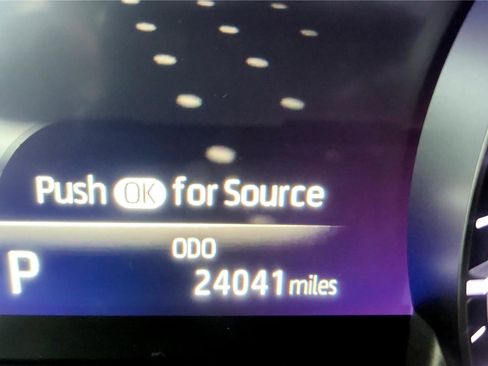 Push OK for Source
ODO
P
24041 miles